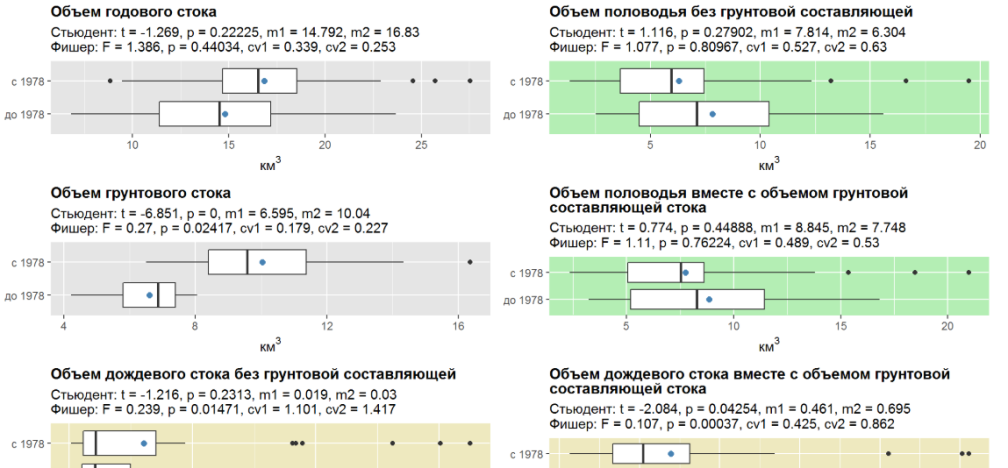 Объем годового стока
Стьюдент: t = -1.269, p = 0.22225, m1 = 14.792, m2 = 16.83
Фишер: F = 1.386, p = 0.44034, cv1 = 0.339, cv2 = 0.253
с 1978
до 1978
10 15 20 25
км³
Объем половодья без грунтовой составляющей
Стьюдент: t = 1.116, p = 0.27902, m1 = 7.814, m2 = 6.304
Фишер: F = 1.077, p = 0.80967, cv1 = 0.527, cv2 = 0.63
с 1978
до 1978
5 10 15 20
км³
Объем грунтового стока
Стьюдент: t = -6.851, p = 0, m1 = 6.595, m2 = 10.04
Фишер: F = 0.27, p = 0.02417, cv1 = 0.179, cv2 = 0.227
с 1978
до 1978
4 8 12 16
км³
Объем половодья вместе с объемом грунтовой
составляющей стока
Стьюдент: t = 0.774, p = 0.44888, m1 = 8.845, m2 = 7.748
Фишер: F = 1.11, p = 0.76224, cv1 = 0.489, cv2 = 0.53
с 1978
до 1978
5 10 15 20
км³
Объем дождевого стока без грунтовой составляющей
Стьюдент: t = -1.216, p = 0.2313, m1 = 0.019, m2 = 0.03
Фишер: F = 0.239, p = 0.01471, cv1 = 1.101, cv2 = 1.417
с 1978
Объем дождевого стока вместе с объемом грунтовой
составляющей стока
Стьюдент: t = -2.084, p = 0.04254, m1 = 0.461, m2 = 0.695
Фишер: F = 0.107, p = 0.00037, cv1 = 0.425, cv2 = 0.862
с 1978